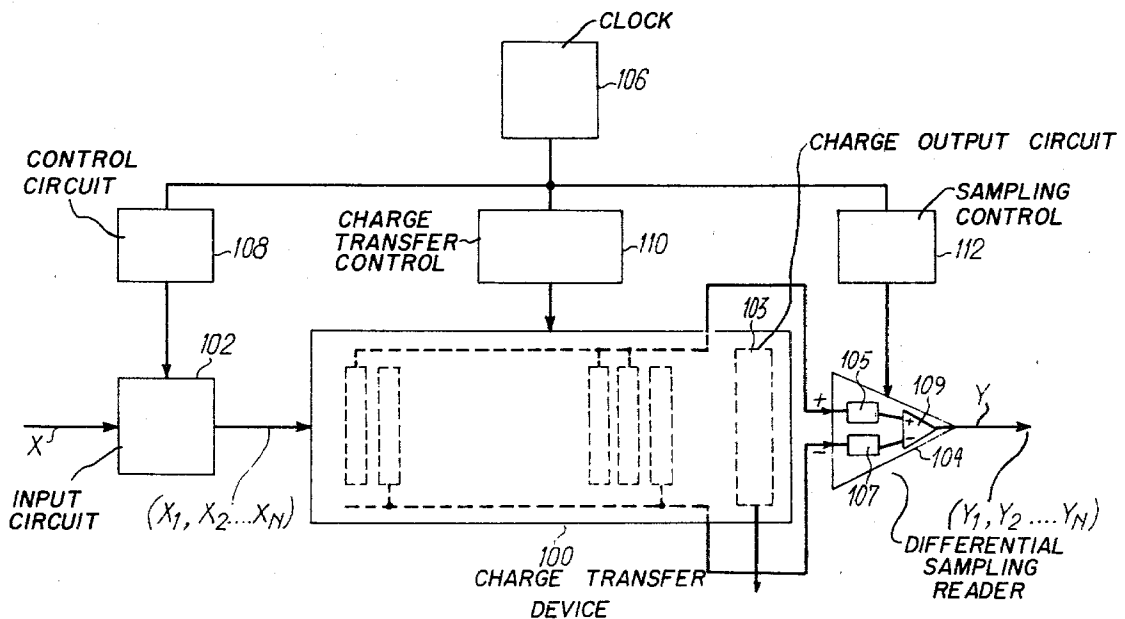 CLOCK
106
CHARGE OUTPUT CIRCUIT
CONTROL
CIRCUIT
108
CHARGE
TRANSFER
CONTROL
110
SAMPLING
CONTROL
112
102
103
105
109
+
+
-
-
104
107
X
Y
INPUT
CIRCUIT
(X1, X2....XN)
(Y1, Y2....YN)
100
CHARGE TRANSFER
DEVICE
DIFFERENTIAL
SAMPLING
READER